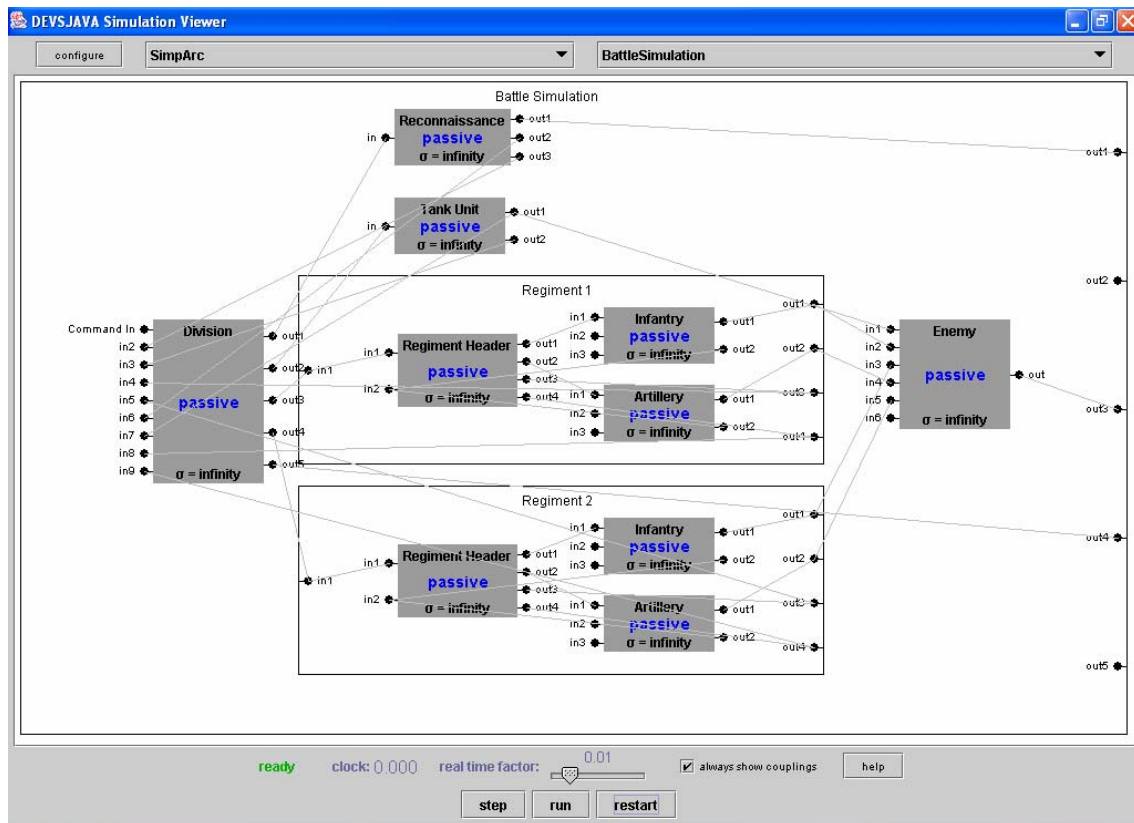 DEVSJAVA Simulation Viewer
configure
SimpArc
BattleSimulation
Battle Simulation
in
Reconnaissance
passive
σ = infinity
out1
out2
out3
in
Tank Unit
passive
σ = infinity
out1
out2
Command In
in2
in3
in4
in5
in6
in7
in8
in9
Division
passive
σ = infinity
out1
out2
out3
out4
out5
Regiment 1
in1
in1
in2
Regiment Header
passive
σ = infinity
out1
out2
out3
out4
in1
in2
in3
Infantry
passive
σ = infinity
out1
out2
in1
in2
in3
Artillery
passive
σ = infinity
out1
out2
out1
out2
out3
out4
Regiment 2
in1
in1
in2
Regiment Header
passive
σ = infinity
out1
out2
out3
out4
in1
in2
in3
Infantry
passive
σ = infinity
out1
out2
in1
in2
in3
Artillery
passive
σ = infinity
out1
out2
out1
out2
out3
out4
in1
in2
in3
in4
in5
in6
Enemy
passive
σ = infinity
out
out1
out2
out3
out4
out5
ready
clock: 0.000
real time factor:
0.01
always show couplings
help
step
run
restart